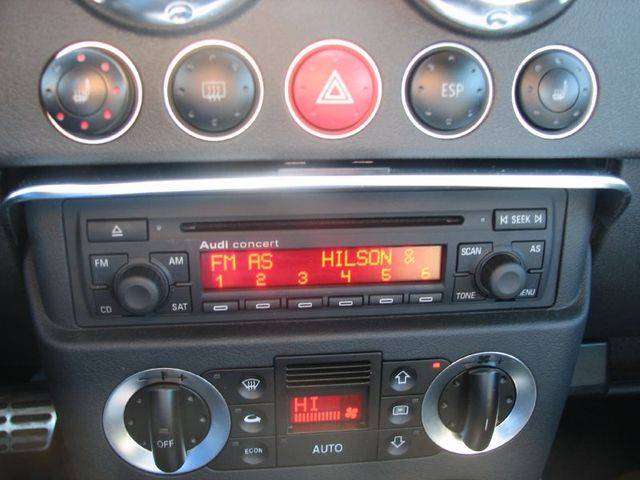 ESP
SEEK
Audi concert
SCAN
AS
FM
AM
FM AS HILSON &
1 2 3 4 5 6
CD
SAT
TONE
MENU
HI
OFF
ECON
AUTO